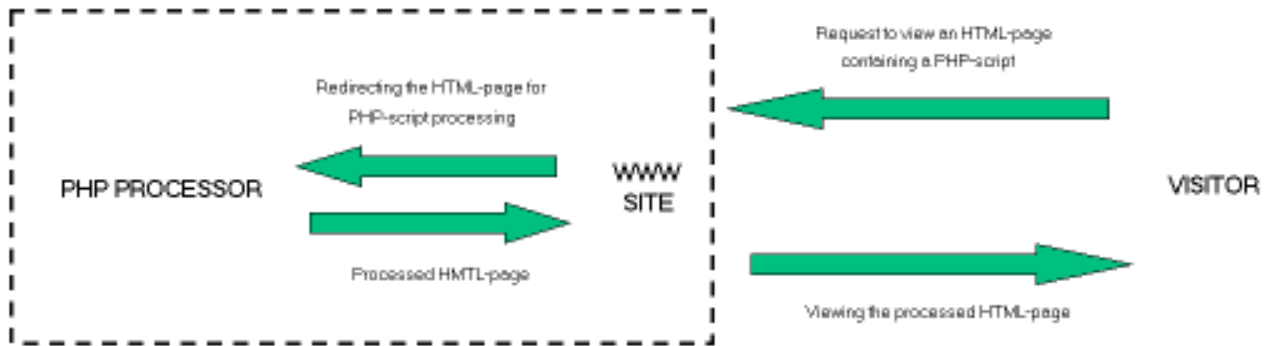 Request to view an HTML-page
containing a PHP-script
Redirecting the HTML-page for
PHP-script processing
PHP PROCESSOR
WWW
SITE
VISITOR
Processed HMTL-page
Viewing the processed HTML-page